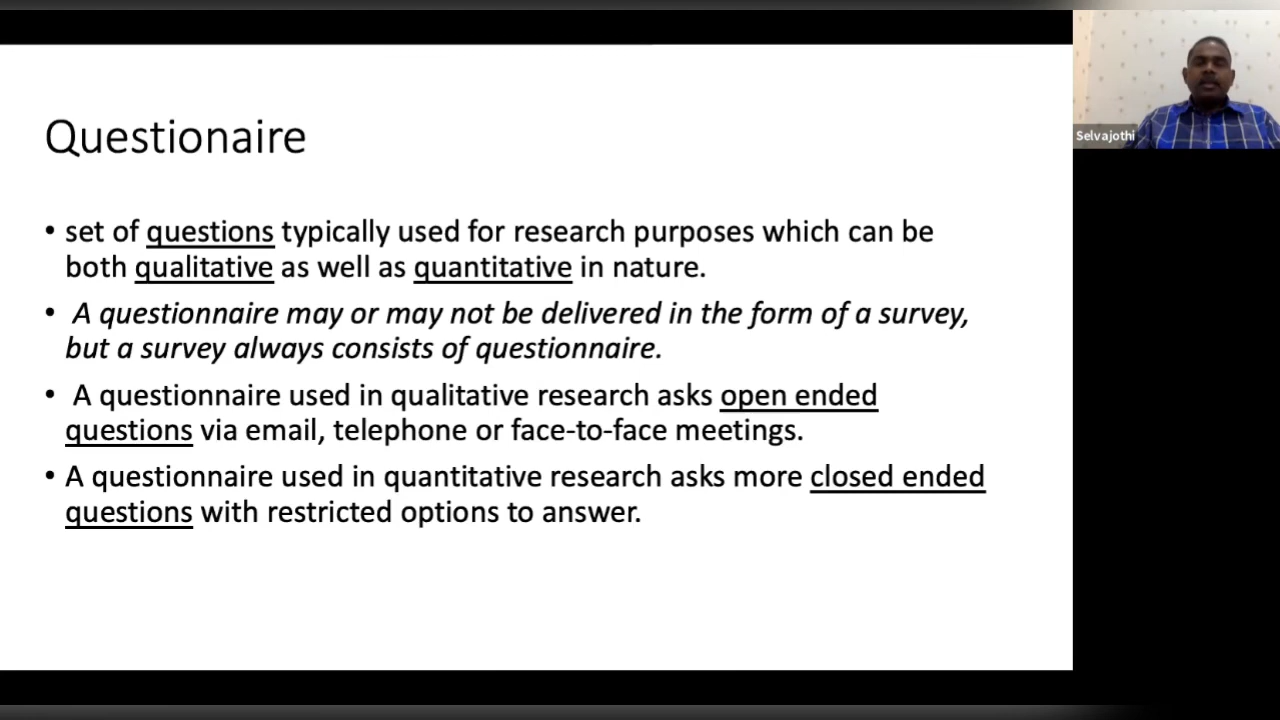 Questionaire
• set of questions typically used for research purposes which can be
both qualitative as well as quantitative in nature.
• A questionnaire may or may not be delivered in the form of a survey,
but a survey always consists of questionnaire.
• A questionnaire used in qualitative research asks open ended
questions via email, telephone or face-to-face meetings.
• A questionnaire used in quantitative research asks more closed ended
questions with restricted options to answer.
Selvajothi